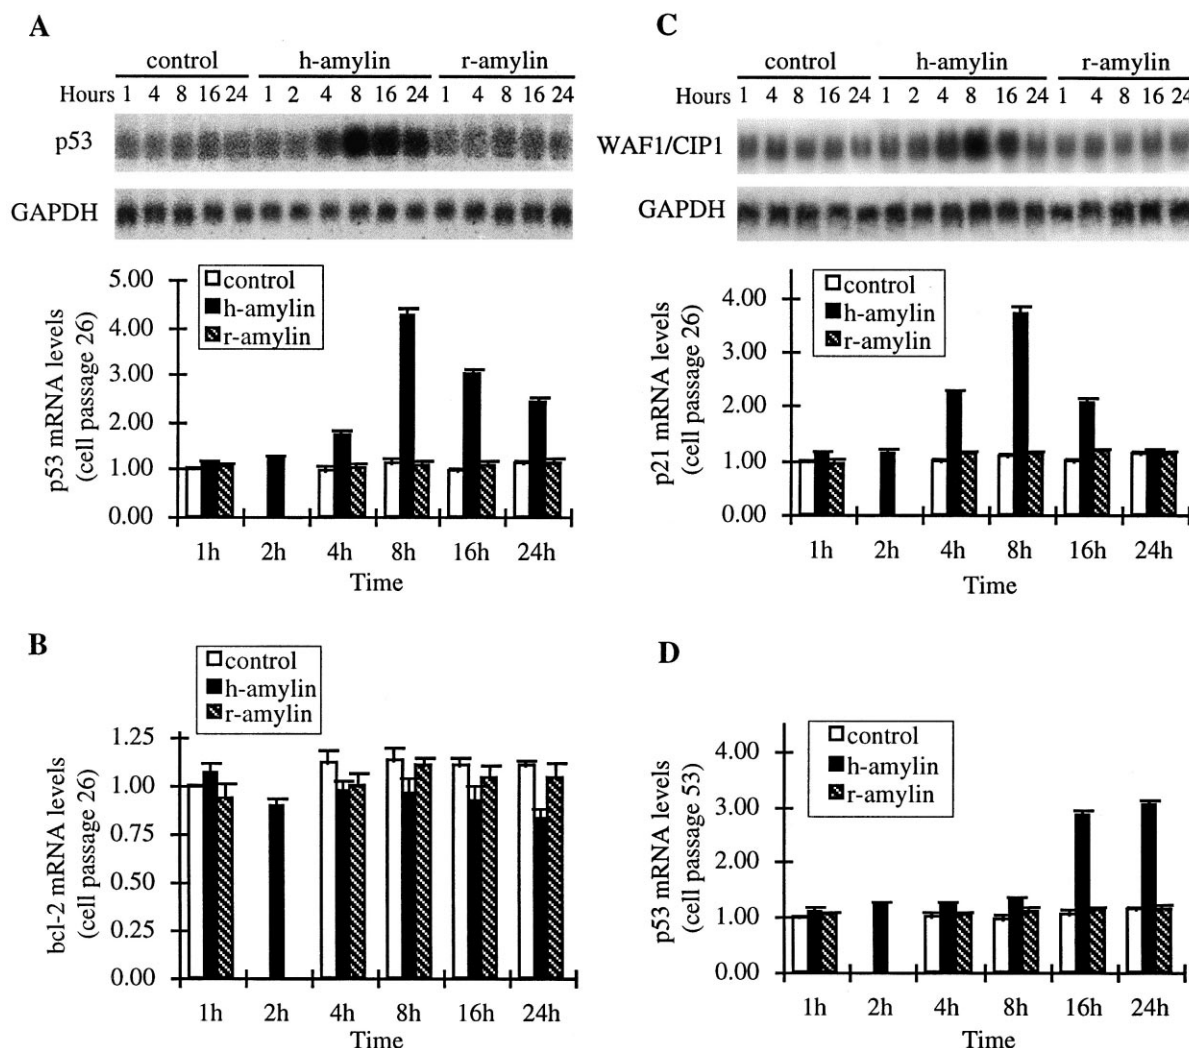 A
control h-amylin r-amylin
Hours 1 4 8 16 24 1 2 4 8 16 24 1 4 8 16 24
p53
GAPDH
control
h-amylin
r-amylin
p53 mRNA levels
(cell passage 26)
5.00
4.00
3.00
2.00
1.00
0.00
1h 2h 4h 8h 16h 24h
Time
B
control
h-amylin
r-amylin
bcl-2 mRNA levels
(cell passage 26)
1.25
1.00
0.75
0.50
0.25
0.00
1h 2h 4h 8h 16h 24h
Time
C
control h-amylin r-amylin
Hours 1 4 8 16 24 1 2 4 8 16 24 1 4 8 16 24
WAF1/CIP1
GAPDH
control
h-amylin
r-amylin
p21 mRNA levels
(cell passage 26)
4.00
3.00
2.00
1.00
0.00
1h 2h 4h 8h 16h 24h
Time
D
control
h-amylin
r-amylin
p53 mRNA levels
(cell passage 53)
4.00
3.00
2.00
1.00
0.00
1h 2h 4h 8h 16h 24h
Time